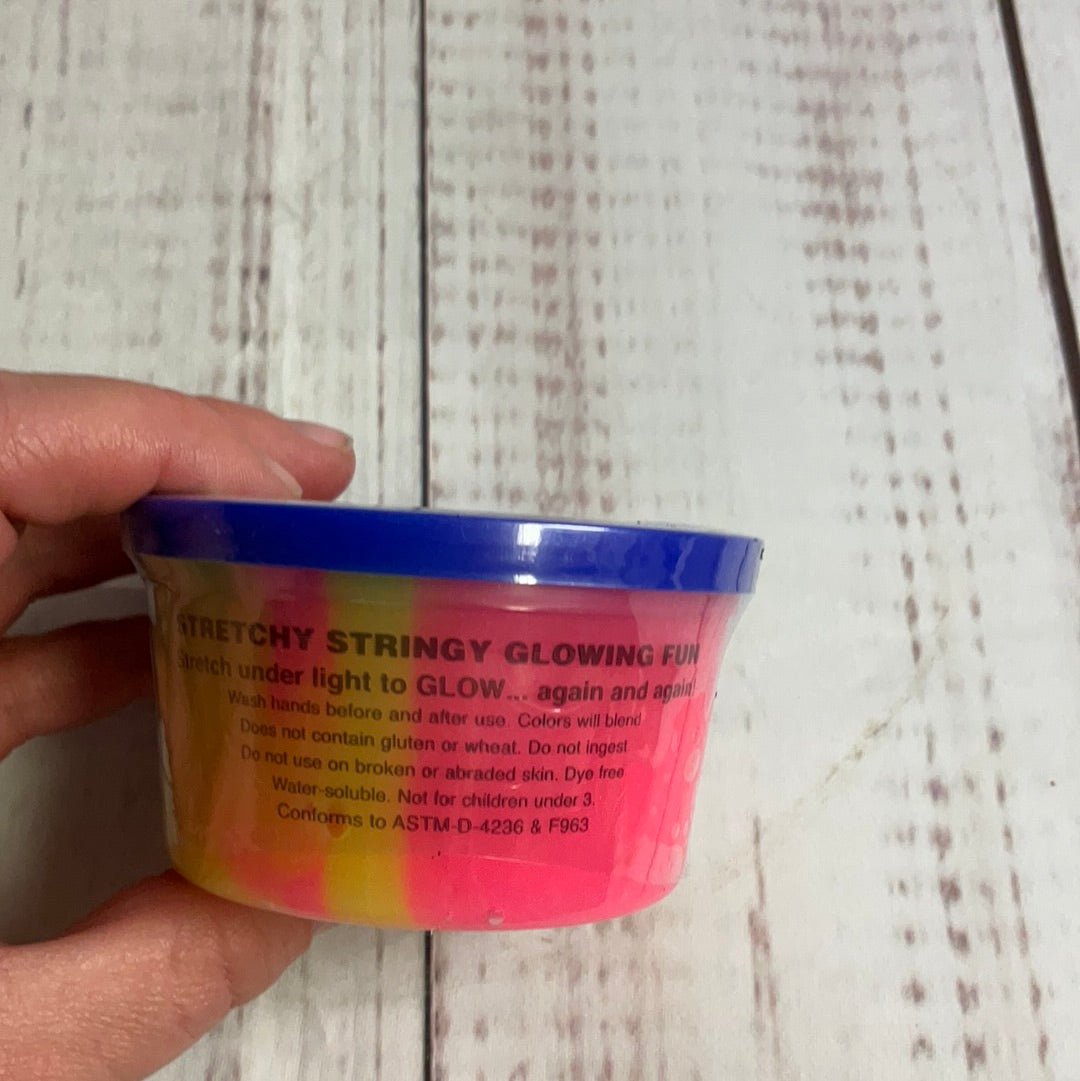 STRETCHY STRINGY GLOWING FUN
Stretch under light to GLOW... again and again!
Wash hands before and after use. Colors will blend
Does not contain gluten or wheat. Do not ingest
Do not use on broken or abraded skin. Dye free
Water-soluble. Not for children under 3.
Conforms to ASTM-D-4236 & F963